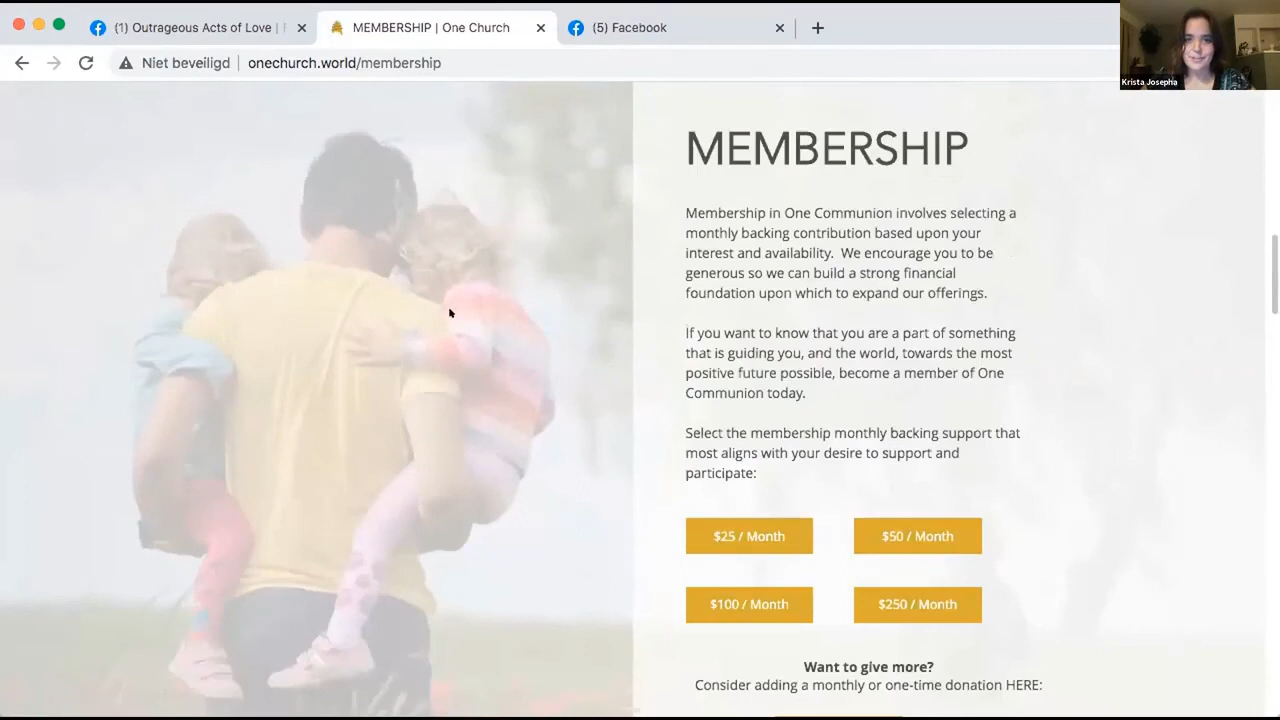 (1) Outrageous Acts of Love |
MEMBERSHIP | One Church
(5) Facebook
Niet beveiligd
onechurch.world/membership
Krista Josepha
MEMBERSHIP
Membership in One Communion involves selecting a
monthly backing contribution based upon your
interest and availability.  We encourage you to be
generous so we can build a strong financial
foundation upon which to expand our offerings.
If you want to know that you are a part of something
that is guiding you, and the world, towards the most
positive future possible, become a member of One
Communion today.
Select the membership monthly backing support that
most aligns with your desire to support and
participate:
$25 / Month
$50 / Month
$100 / Month
$250 / Month
Want to give more?
Consider adding a monthly or one-time donation HERE: